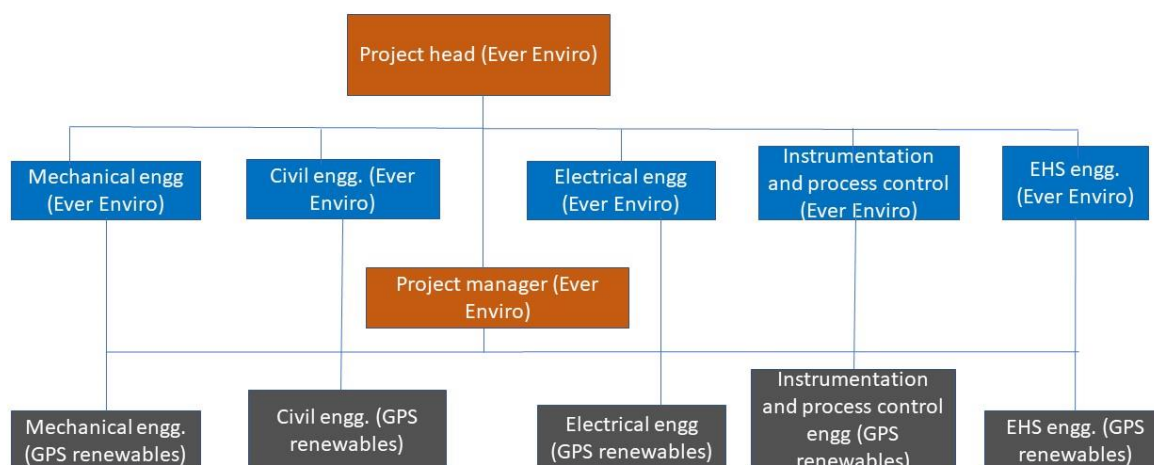 Project head (Ever Enviro)
Mechanical engg
(Ever Enviro)
Civil engg. (Ever
Enviro)
Electrical engg
(Ever Enviro)
Instrumentation
and process control
(Ever Enviro)
EHS engg.
(Ever Enviro)
Project manager (Ever
Enviro)
Mechanical engg.
(GPS renewables)
Civil engg. (GPS
renewables)
Electrical engg
(GPS renewables)
Instrumentation
and process control
engg (GPS
renewables)
EHS engg. (GPS
renewables)